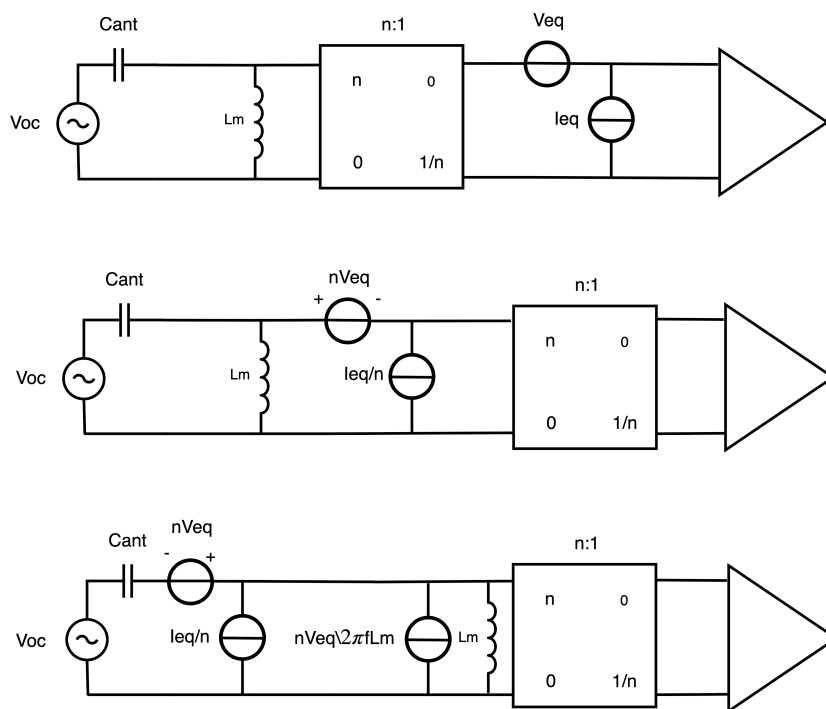 Cant
n:1
Veq
Voc
Lm
n
0
Ieq
0
1/n
Cant
nVeq
n:1
+
-
Voc
Lm
Ieq/n
n
0
0
1/n
Cant
nVeq
n:1
-
+
Voc
Ieq/n
nVeq\2πfLm
Lm
n
0
0
1/n